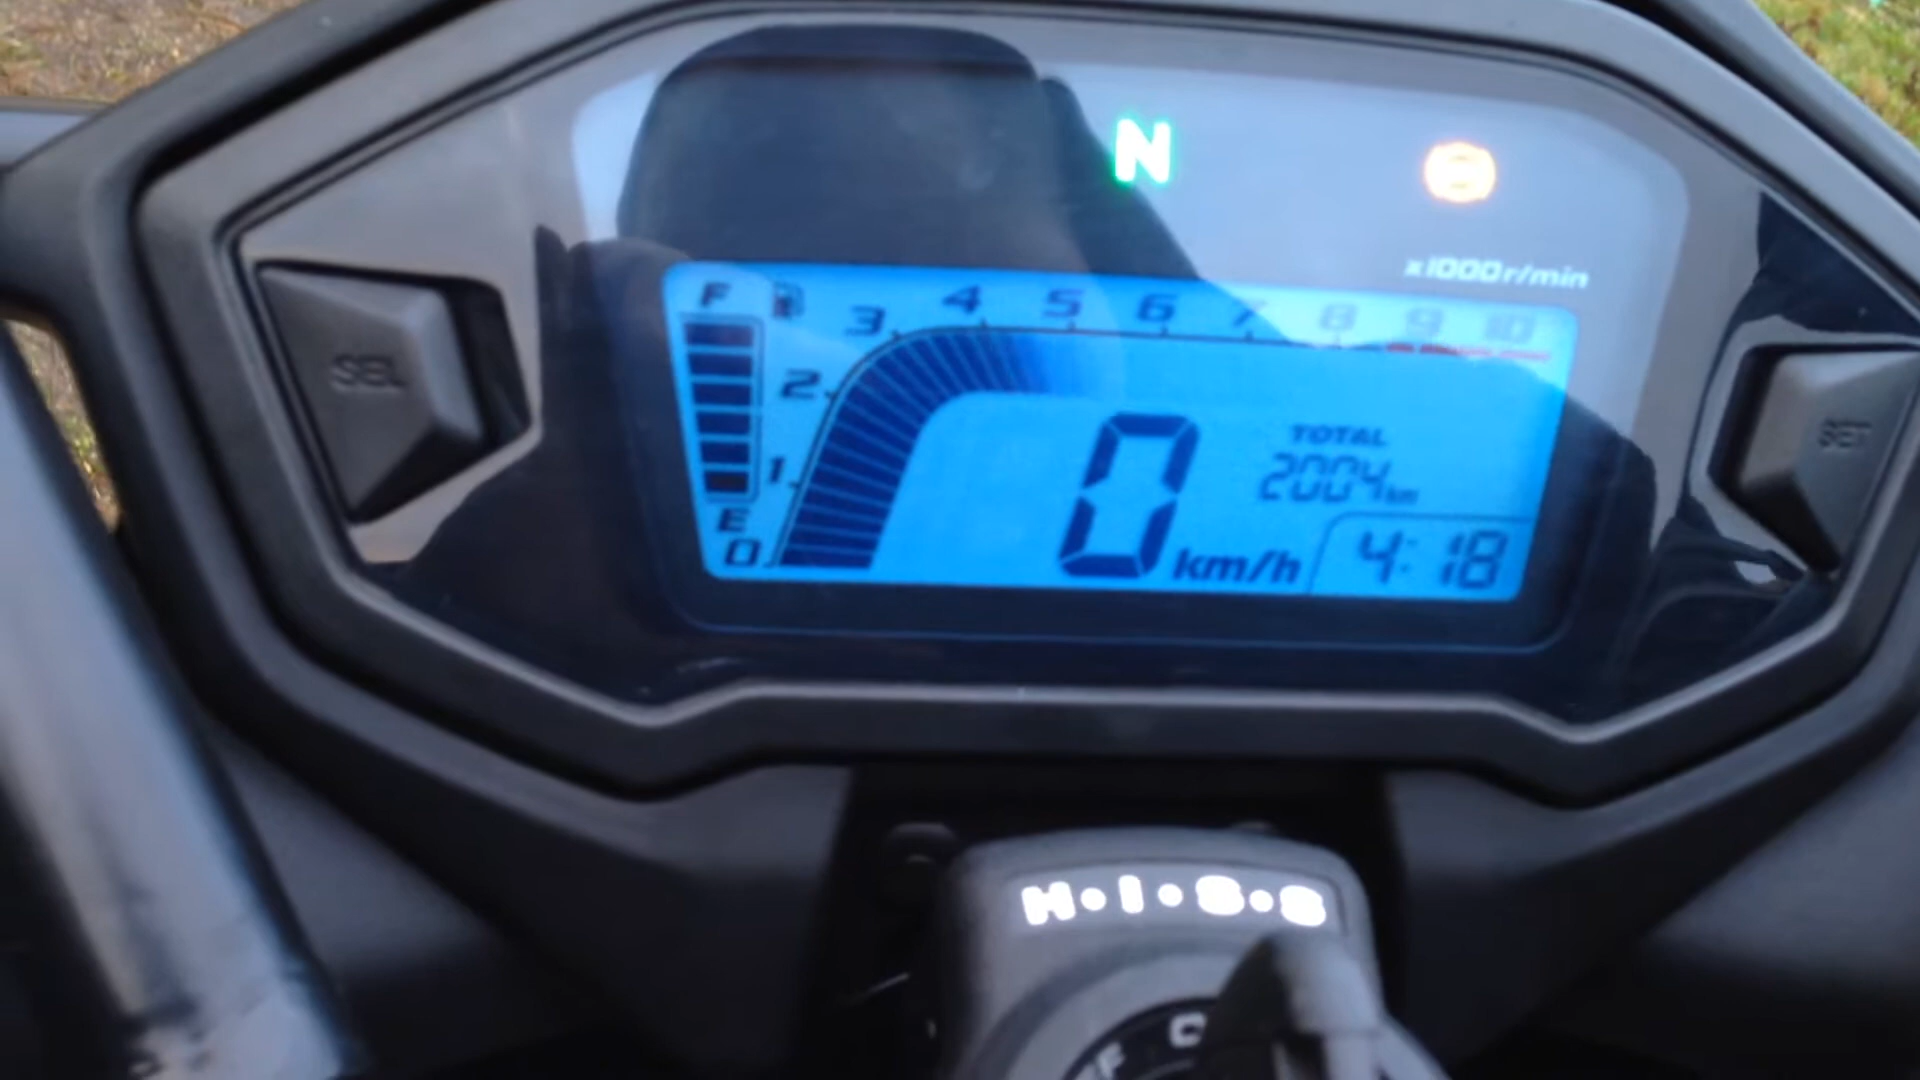 N
x1000r/min
F
3 4 5 6 7 8 9 10
SEL
2
SET
TOTAL
1
2004km
E
0
0 km/h
4:18
H·I·S·S